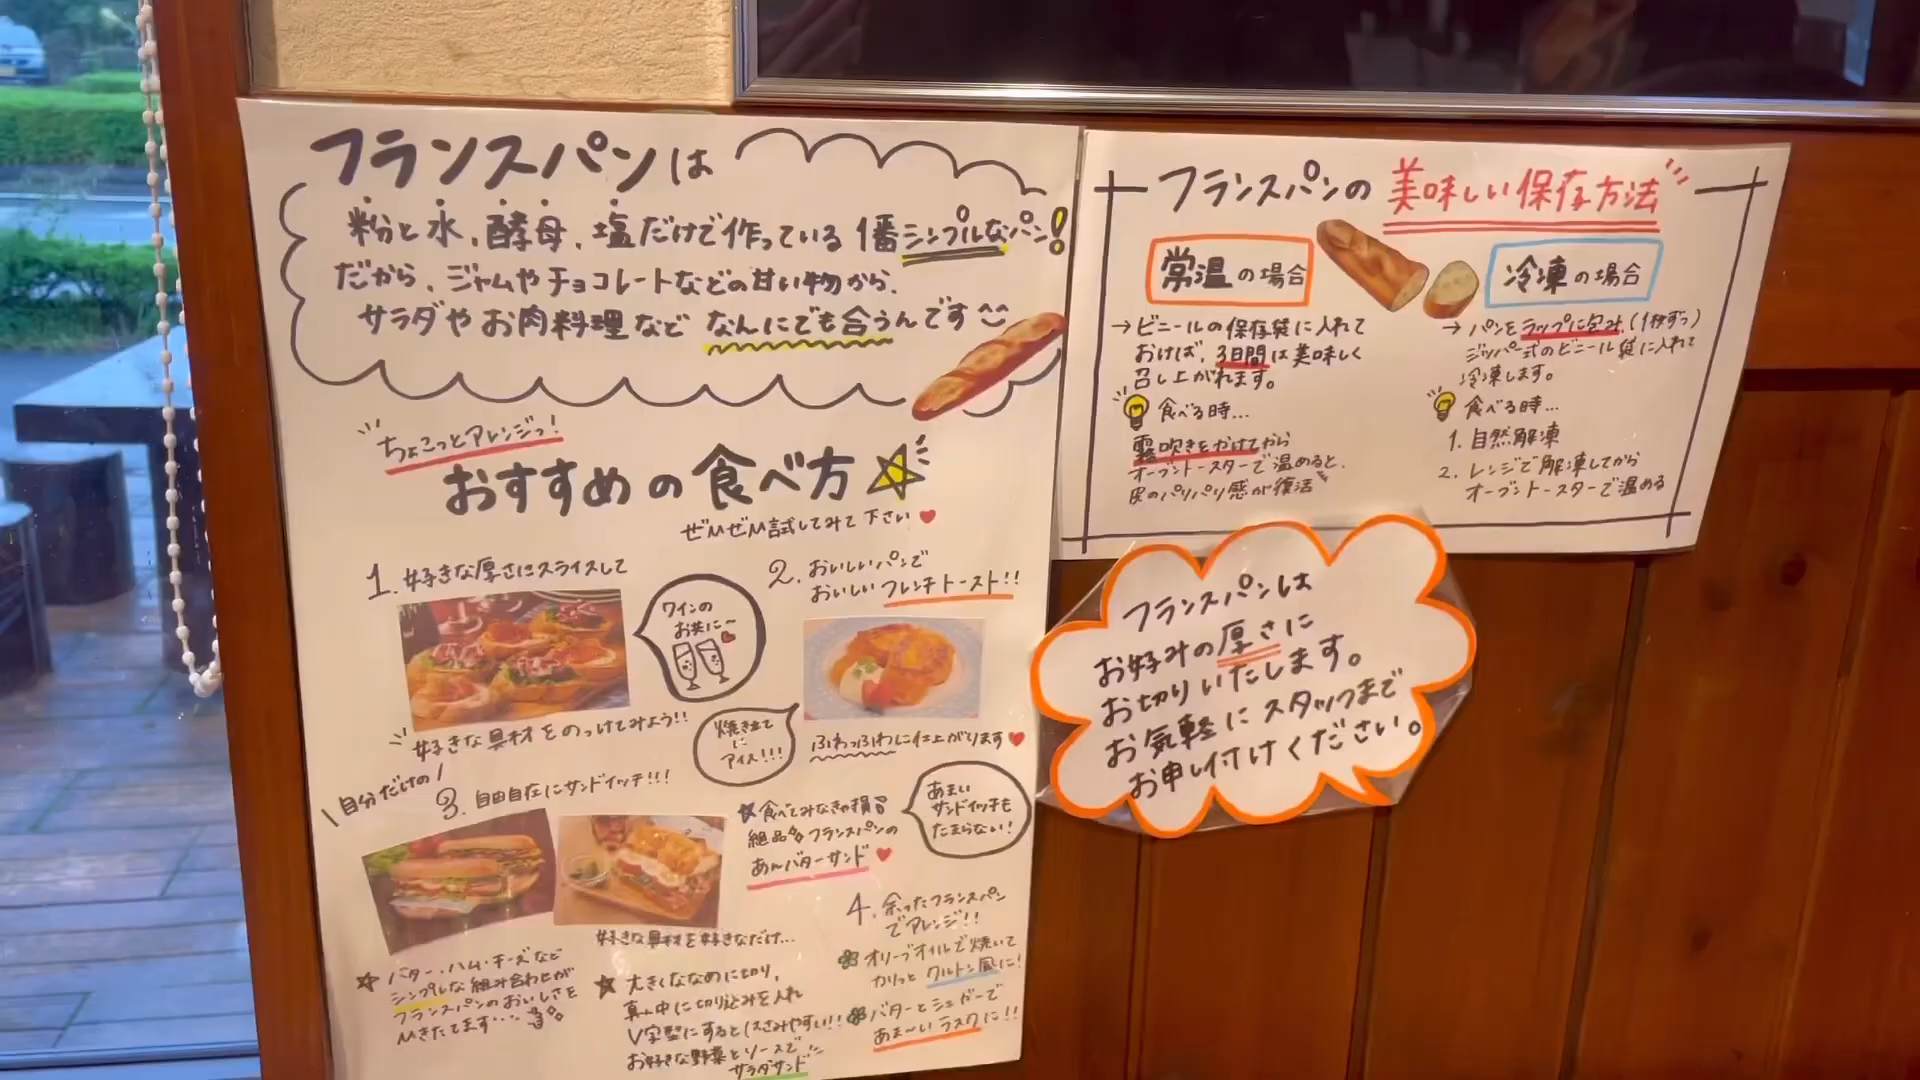 フランスパンは
粉と水、酵母、塩だけで作っている1番シンプルなパン!
だから、ジャムやチョコレートなどの甘い物から、
サラダやお肉料理などなんにでも合うんです
ちょこっとアレンジっ!
おすすめの食べ方
ぜひぜひ試してみて下さい
1. 好きな厚さにスライスして
ワインの
お共に〜
好きな具材をのっけてみよう!!
2. おいしいパンで
おいしいフレンチトースト!!
焼き立て
に
アイス!!!
ふわっふわに仕上がります
自分だけの
3. 自由自在にサンドイッチ!!!
食べてみなきゃ損
絶品 フランスパンの
あんバターサンド
あまい
サンドイッチも
たまらない!
好きな具材を好きなだけ...
バター、ハム・チーズなど
シンプルな組み合わせが
フランスパンのおいしさを
ひきたてます...
大きくななめに切り、
真ん中に切り込みを入れ
V字型にするとはさみやすい!!
お好きな野菜とソースで
サラダサンド
4. 余ったフランスパン
でアレンジ!!
オリーブオイルで焼いて
カリっとクルトン風に!
バターとシュガーで
あま〜いラスクに!!
フランスパンの美味しい保存方法
常温の場合
→ビニールの保存袋に入れて
おけば、3日間は美味しく
召し上がれます。
食べる時...
霧吹きをかけてから
オーブントースターで温めると、
皮のパリパリ感が復活
冷凍の場合
→パンをラップに包み、(1枚ずつ)
ジッパー式のビニール袋に入れて
冷凍します。
食べる時...
1. 自然解凍
2. レンジで解凍してから
オーブントースターで温める
フランスパンは
お好みの厚さに
お切りいたします。
お気軽にスタッフまで
お申し付けください。